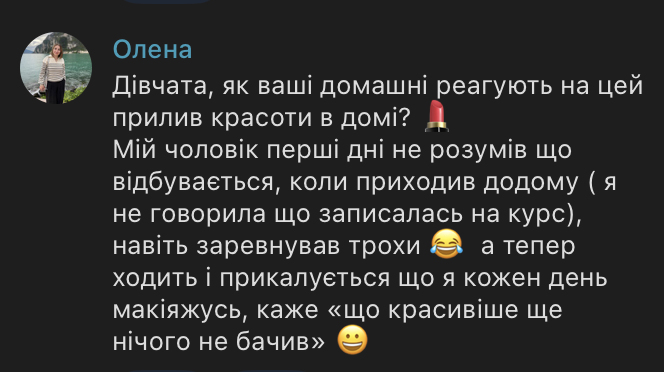 Олена
Дівчата, як ваші домашні реагують на цей
прилив красоти в домі? 💄
Мій чоловік перші дні не розумів що
відбувається, коли приходив додому ( я
не говорила що записалась на курс),
навіть заревнував трохи 😂 а тепер
ходить і прикалується що я кожен день
макіяжусь, каже «що красивіше ще
нічого не бачив» 😀